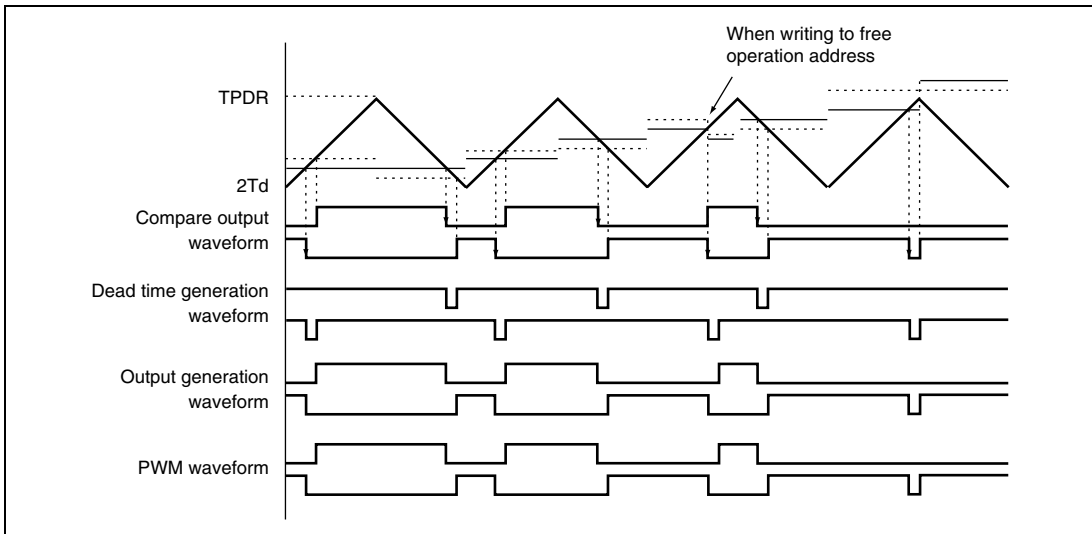 When writing to free
operation address
TPDR
2Td
Compare output
waveform
Dead time generation
waveform
Output generation
waveform
PWM waveform